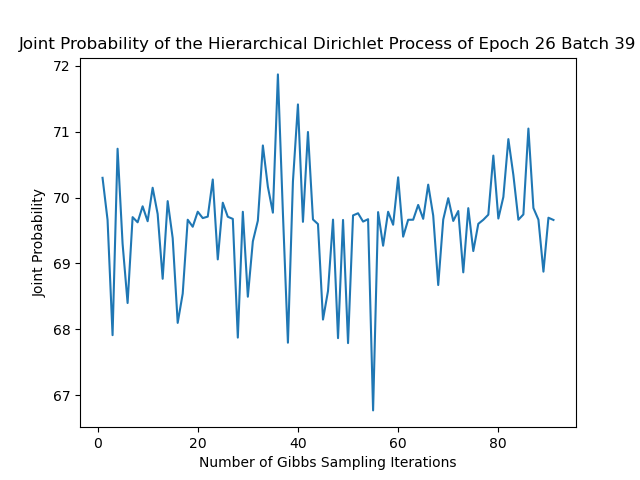 Joint Probability of the Hierarchical Dirichlet Process of Epoch 26 Batch 39
72
71
70
69
68
67
Joint Probability
0 20 40 60 80
Number of Gibbs Sampling Iterations